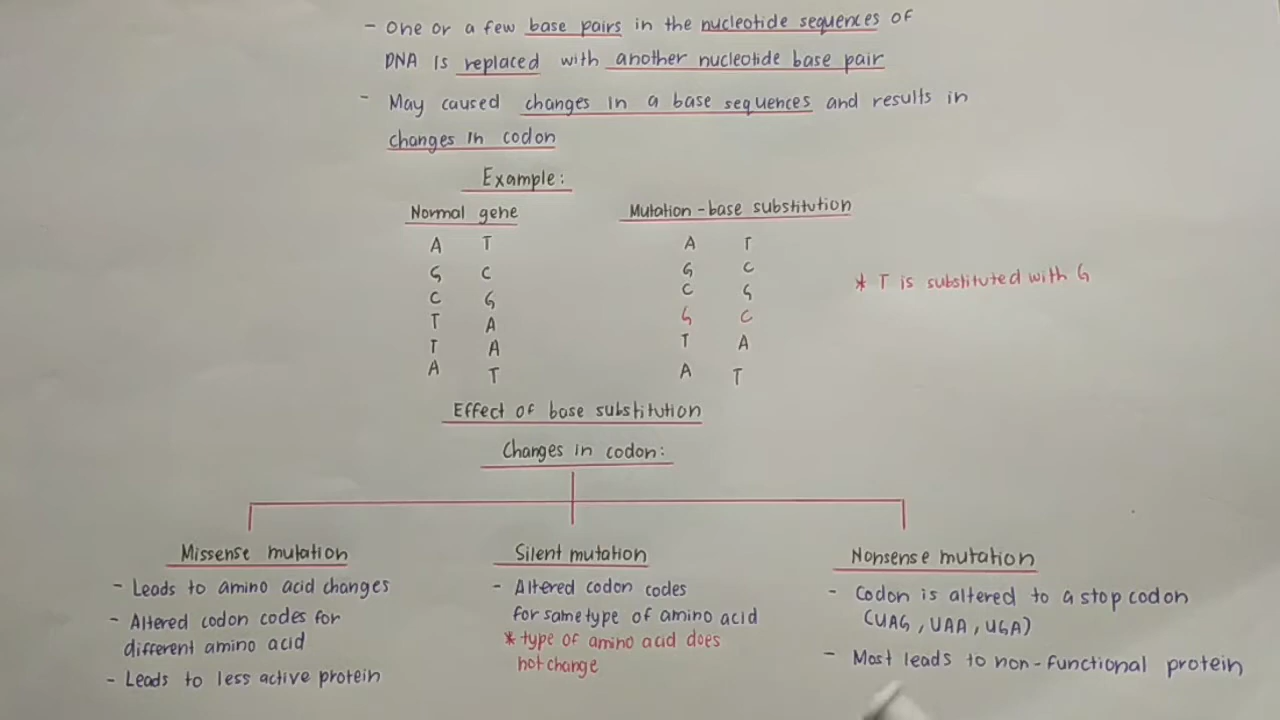 - One or a few base pairs in the nucleotide sequences of
DNA is replaced with another nucleotide base pair
- May caused changes in a base sequences and results in
changes in codon
Example:
Normal gene
A T
G C
C G
T A
T A
A T
Mutation - base substitution
A T
G C
C G
G C
T A
A T
* T is substituted with G
Effect of base substitution
Changes in codon:
Missense mutation
- Leads to amino acid changes
- Altered codon codes for
different amino acid
- Leads to less active protein
Silent mutation
- Altered codon codes
for same type of amino acid
* type of amino acid does
not change
Nonsense mutation
- Codon is altered to a stop codon
(UAG, UAA, UGA)
- Most leads to non-functional protein